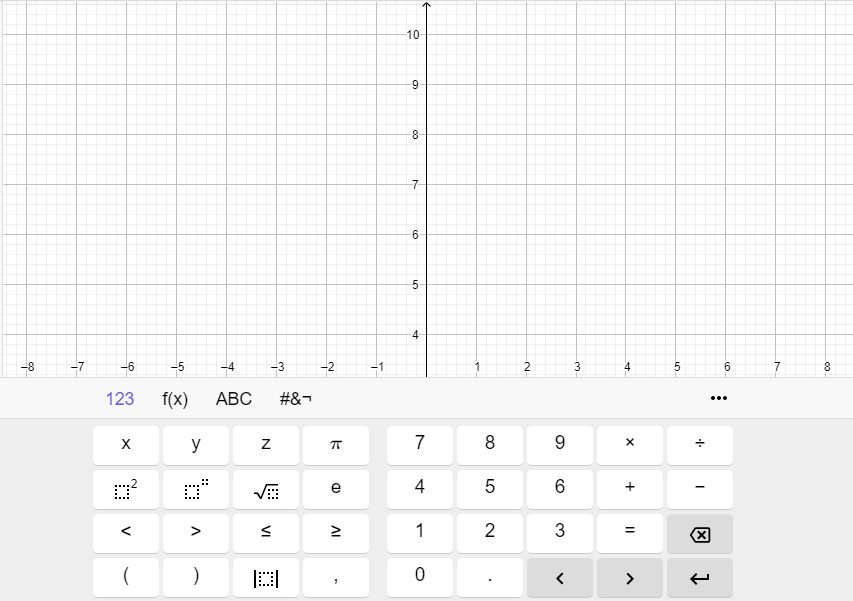 10
9
8
7
6
5
4
–8 –7 –6 –5 –4 –3 –2 –1 1 2 3 4 5 6 7 8
123 f(x) ABC #&¬ •••
x y z π 7 8 9 × ÷
2 √ e 4 5 6 + −
< > ≤ ≥ 1 2 3 =
( ) | | , 0 . < >